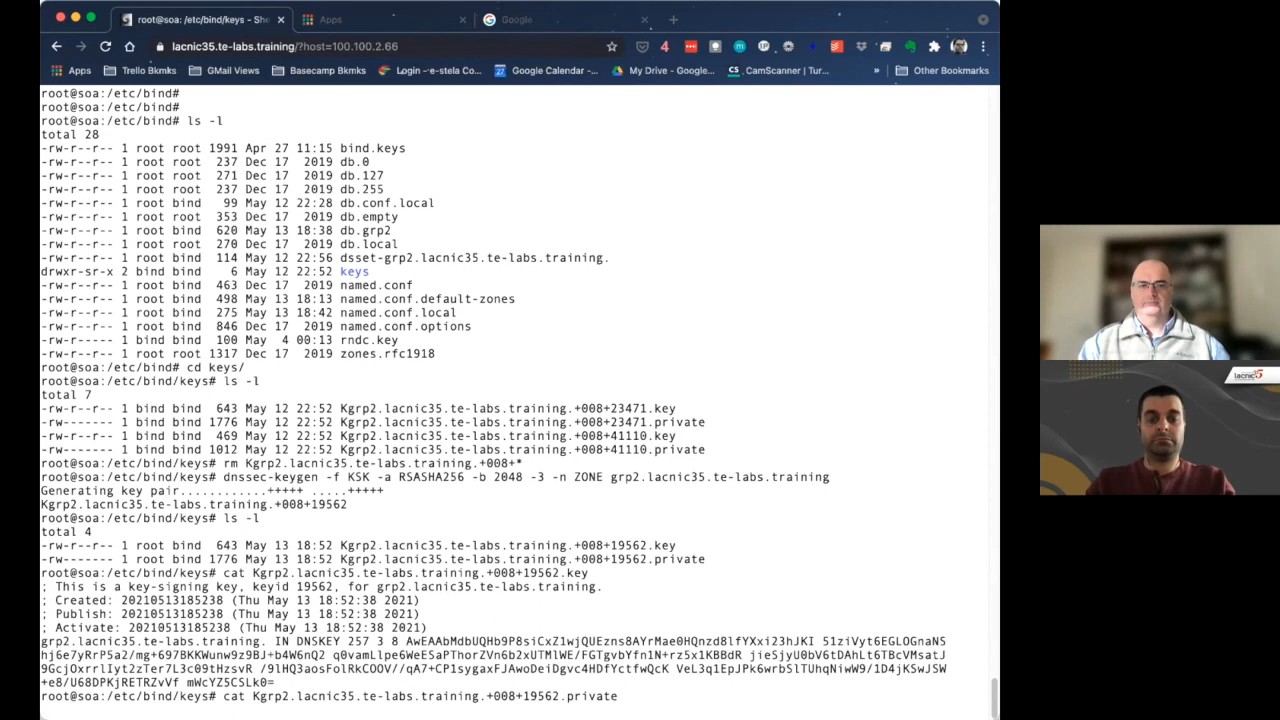 root@soa: /etc/bind/keys - She
Apps
Google
lacnic35.te-labs.training/?host=100.100.2.66
Apps
Trello Bkmks
GMail Views
Basecamp Bkmks
Login - e-stela Co...
Google Calendar -...
My Drive - Google...
CamScanner | Tur...
»
Other Bookmarks
root@soa:/etc/bind#
root@soa:/etc/bind#
root@soa:/etc/bind# ls -l
total 28
-rw-r--r-- 1 root root 1991 Apr 27 11:15 bind.keys
-rw-r--r-- 1 root root  237 Dec 17  2019 db.0
-rw-r--r-- 1 root root  271 Dec 17  2019 db.127
-rw-r--r-- 1 root root  237 Dec 17  2019 db.255
-rw-r--r-- 1 root bind   99 May 12 22:28 db.conf.local
-rw-r--r-- 1 root root  353 Dec 17  2019 db.empty
-rw-r--r-- 1 root bind  620 May 13 18:38 db.grp2
-rw-r--r-- 1 root root  270 Dec 17  2019 db.local
-rw-r--r-- 1 root bind  114 May 12 22:56 dsset-grp2.lacnic35.te-labs.training.
drwxr-sr-x 2 bind bind    6 May 12 22:52 keys
-rw-r--r-- 1 root bind  463 Dec 17  2019 named.conf
-rw-r--r-- 1 root bind  498 May 13 18:13 named.conf.default-zones
-rw-r--r-- 1 root bind  275 May 13 18:42 named.conf.local
-rw-r--r-- 1 root bind  846 Dec 17  2019 named.conf.options
-rw-r----- 1 bind bind  100 May  4 00:13 rndc.key
-rw-r--r-- 1 root root 1317 Dec 17  2019 zones.rfc1918
root@soa:/etc/bind# cd keys/
root@soa:/etc/bind/keys# ls -l
total 7
-rw-r--r-- 1 bind bind  643 May 12 22:52 Kgrp2.lacnic35.te-labs.training.+008+23471.key
-rw------- 1 bind bind 1776 May 12 22:52 Kgrp2.lacnic35.te-labs.training.+008+23471.private
-rw-r--r-- 1 bind bind  469 May 12 22:52 Kgrp2.lacnic35.te-labs.training.+008+41110.key
-rw------- 1 bind bind 1012 May 12 22:52 Kgrp2.lacnic35.te-labs.training.+008+41110.private
root@soa:/etc/bind/keys# rm Kgrp2.lacnic35.te-labs.training.+008+*
root@soa:/etc/bind/keys# dnssec-keygen -f KSK -a RSASHA256 -b 2048 -3 -n ZONE grp2.lacnic35.te-labs.training
Generating key pair............+++++ .....+++++
Kgrp2.lacnic35.te-labs.training.+008+19562
root@soa:/etc/bind/keys# ls -l
total 4
-rw-r--r-- 1 root bind  643 May 13 18:52 Kgrp2.lacnic35.te-labs.training.+008+19562.key
-rw------- 1 root bind 1776 May 13 18:52 Kgrp2.lacnic35.te-labs.training.+008+19562.private
root@soa:/etc/bind/keys# cat Kgrp2.lacnic35.te-labs.training.+008+19562.key
; This is a key-signing key, keyid 19562, for grp2.lacnic35.te-labs.training.
; Created: 20210513185238 (Thu May 13 18:52:38 2021)
; Publish: 20210513185238 (Thu May 13 18:52:38 2021)
; Activate: 20210513185238 (Thu May 13 18:52:38 2021)
grp2.lacnic35.te-labs.training. IN DNSKEY 257 3 8 AwEAAbMdbUQHb9P8siCxZ1wjQUEzns8AYrMae0HQnzd8lfYXxi23hJKI 51ziVyt6EGLOGnaNS
hj6e7yRrP5a2/mg+697BKKWunw9z9BJ+b4W6nQ2 q0vamLlpe6WeESaPThorZVn6b2xUTMlWE/FGTgvbYfn1N+rz5x1KBBdR jieSjyU0bV6tDAhLt6TBcVMsatJ
9GcjOxrrlIyt2zTer7L3c09tHzsvR /9lHQ3aosFolRkCOOV//qA7+CP1sygaxFJAwoDeiDgvc4HDfYctfwQcK VeL3q1EpJPk6wrbSlTUhqNiwW9/1D4jKSwJSW
+e8/U68DPKjRETRZvVf mWcYZ5CSLk0=
root@soa:/etc/bind/keys# cat Kgrp2.lacnic35.te-labs.training.+008+19562.private
lacnic35